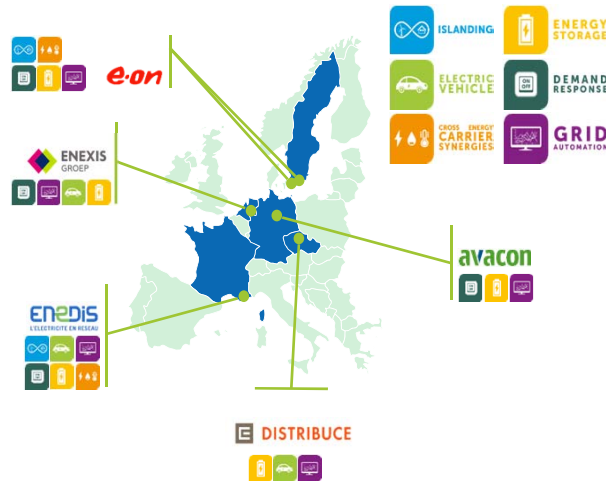 ISLANDING
ENERGY
STORAGE
e·on
ELECTRIC
VEHICLE
ON
OFF
DEMAND
RESPONSE
CROSS ENERGY
CARRIER
SYNERGIES
GRID
AUTOMATION
ENEXIS
GROEP
avacon
ENEDIS
L'ELECTRICITE EN RESEAU
DISTRIBUCE